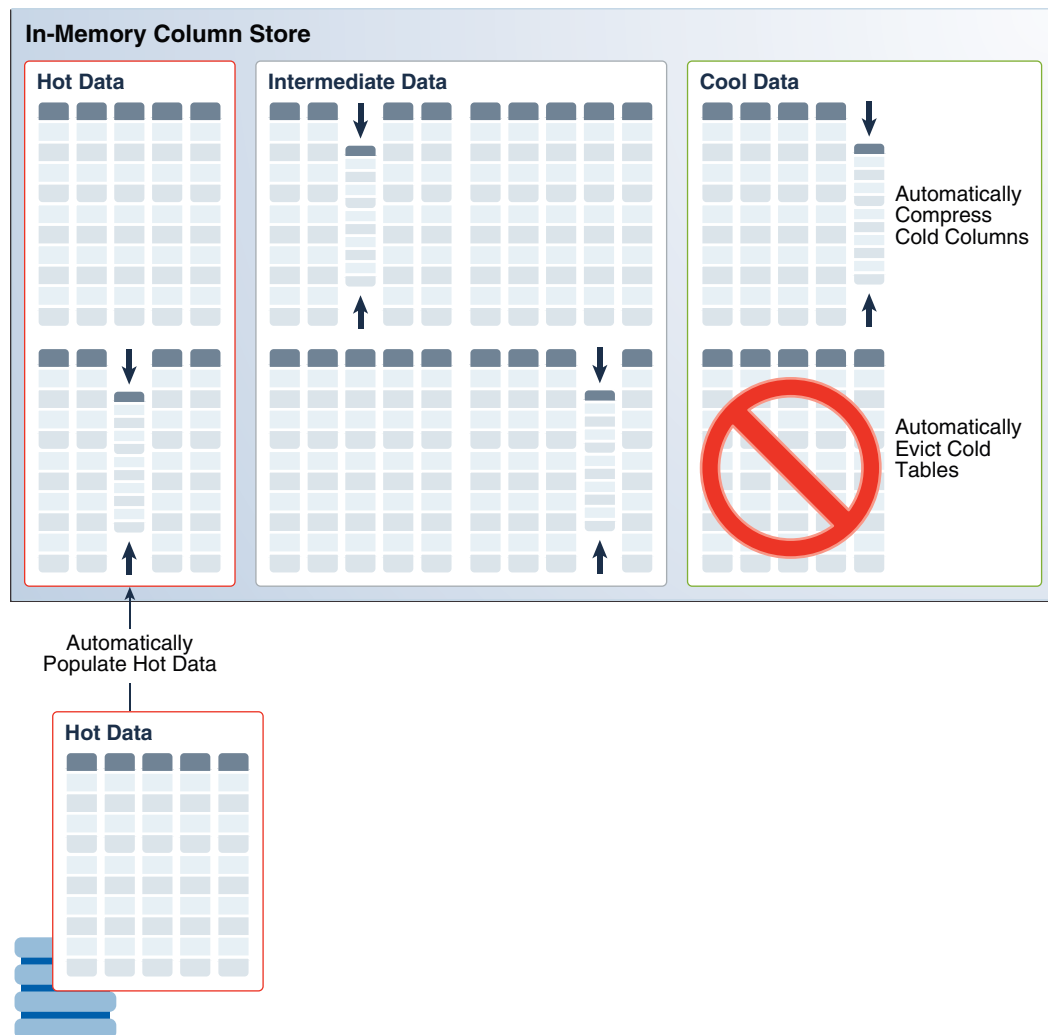 In-Memory Column Store
Hot Data
Intermediate Data
Cool Data
Automatically
Compress
Cold Columns
Automatically
Evict Cold
Tables
Automatically
Populate Hot Data
Hot Data